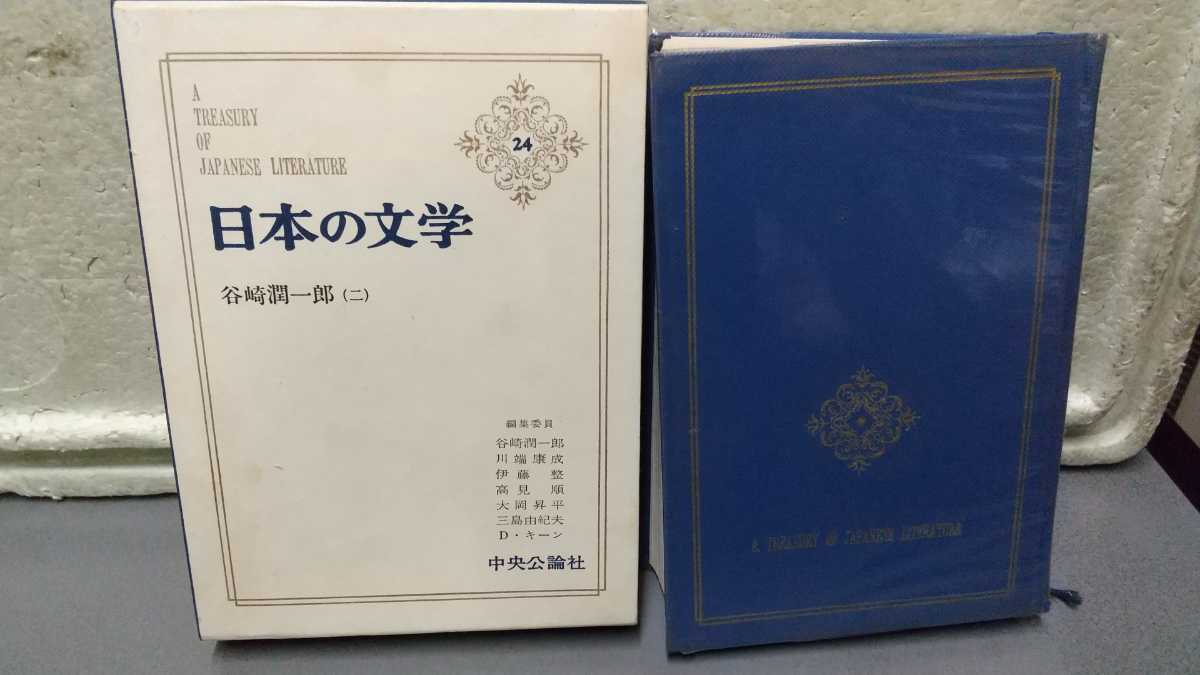 A
TREASURY
OF
JAPANESE LITERATURE
24
日本の文学
谷崎潤一郎(二)
編集委員
谷崎潤一郎
川端康成
伊藤 整
高見 順
大岡昇平
三島由紀夫
D・キーン
中央公論社
A TREASURY OF JAPANESE LITERATURE